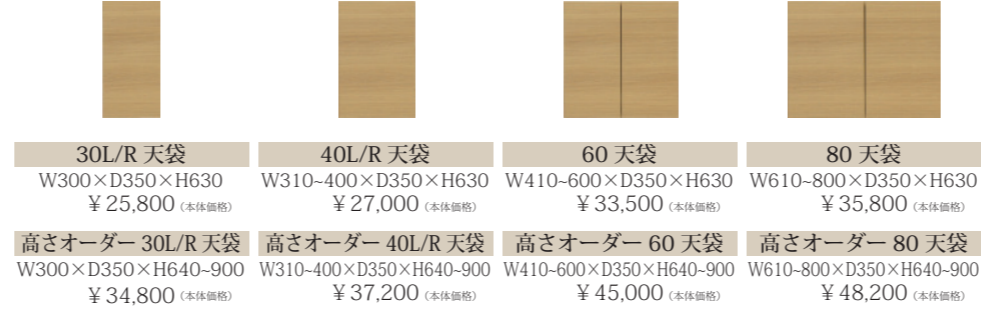 30L/R 天袋
W300×D350×H630
¥25,800（本体価格）
40L/R 天袋
W310~400×D350×H630
¥27,000（本体価格）
60 天袋
W410~600×D350×H630
¥33,500（本体価格）
80 天袋
W610~800×D350×H630
¥35,800（本体価格）
高さオーダー 30L/R 天袋
W300×D350×H640~900
¥34,800（本体価格）
高さオーダー 40L/R 天袋
W310~400×D350×H640~900
¥37,200（本体価格）
高さオーダー 60 天袋
W410~600×D350×H640~900
¥45,000（本体価格）
高さオーダー 80 天袋
W610~800×D350×H640~900
¥48,200（本体価格）